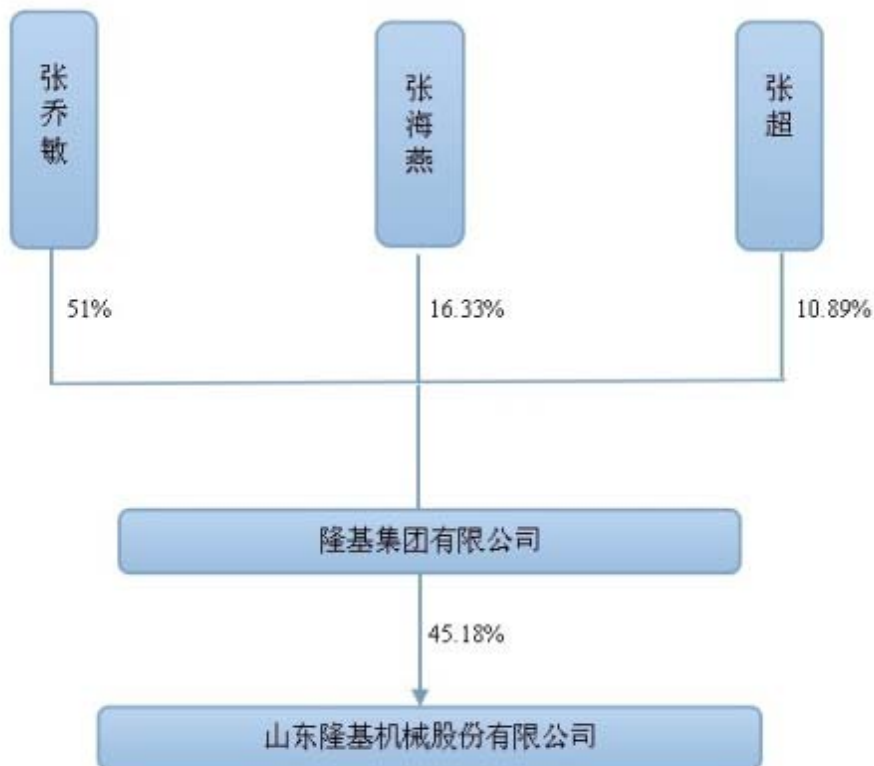 张乔敏
张海燕
张超
51%
16.33%
10.89%
隆基集团有限公司
45.18%
山东隆基机械股份有限公司